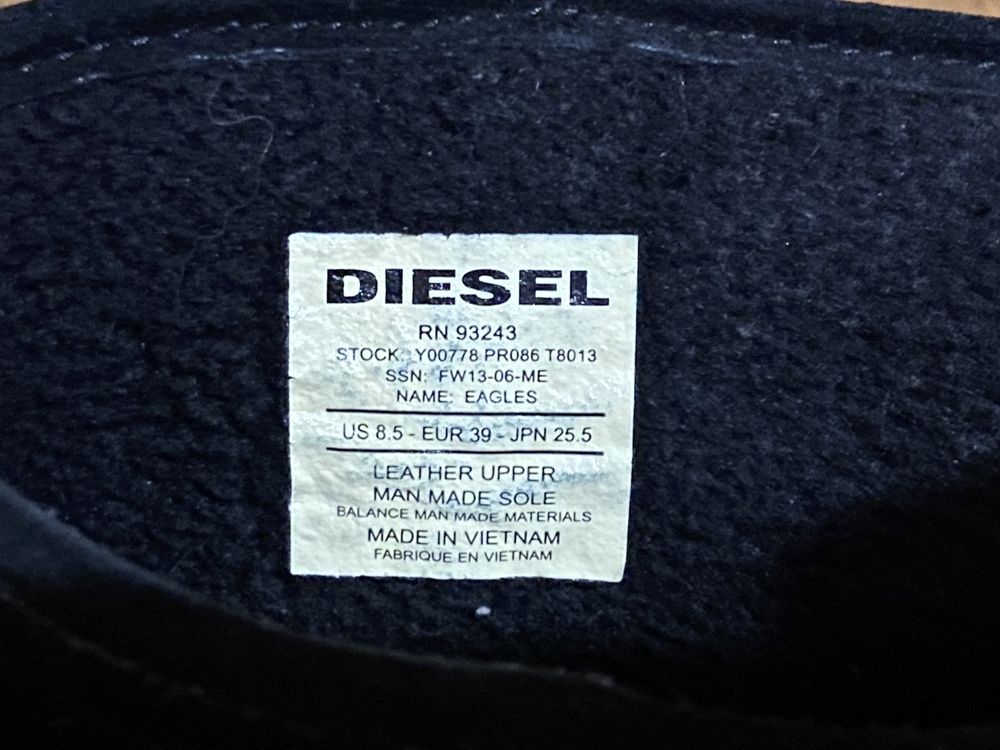 DIESEL
RN 93243
STOCK: Y00778 PR086 T8013
SSN: FW13-06-ME
NAME: EAGLES
US 8.5 - EUR 39 - JPN 25.5
LEATHER UPPER
MAN MADE SOLE
BALANCE MAN MADE MATERIALS
MADE IN VIETNAM
FABRIQUE EN VIETNAM